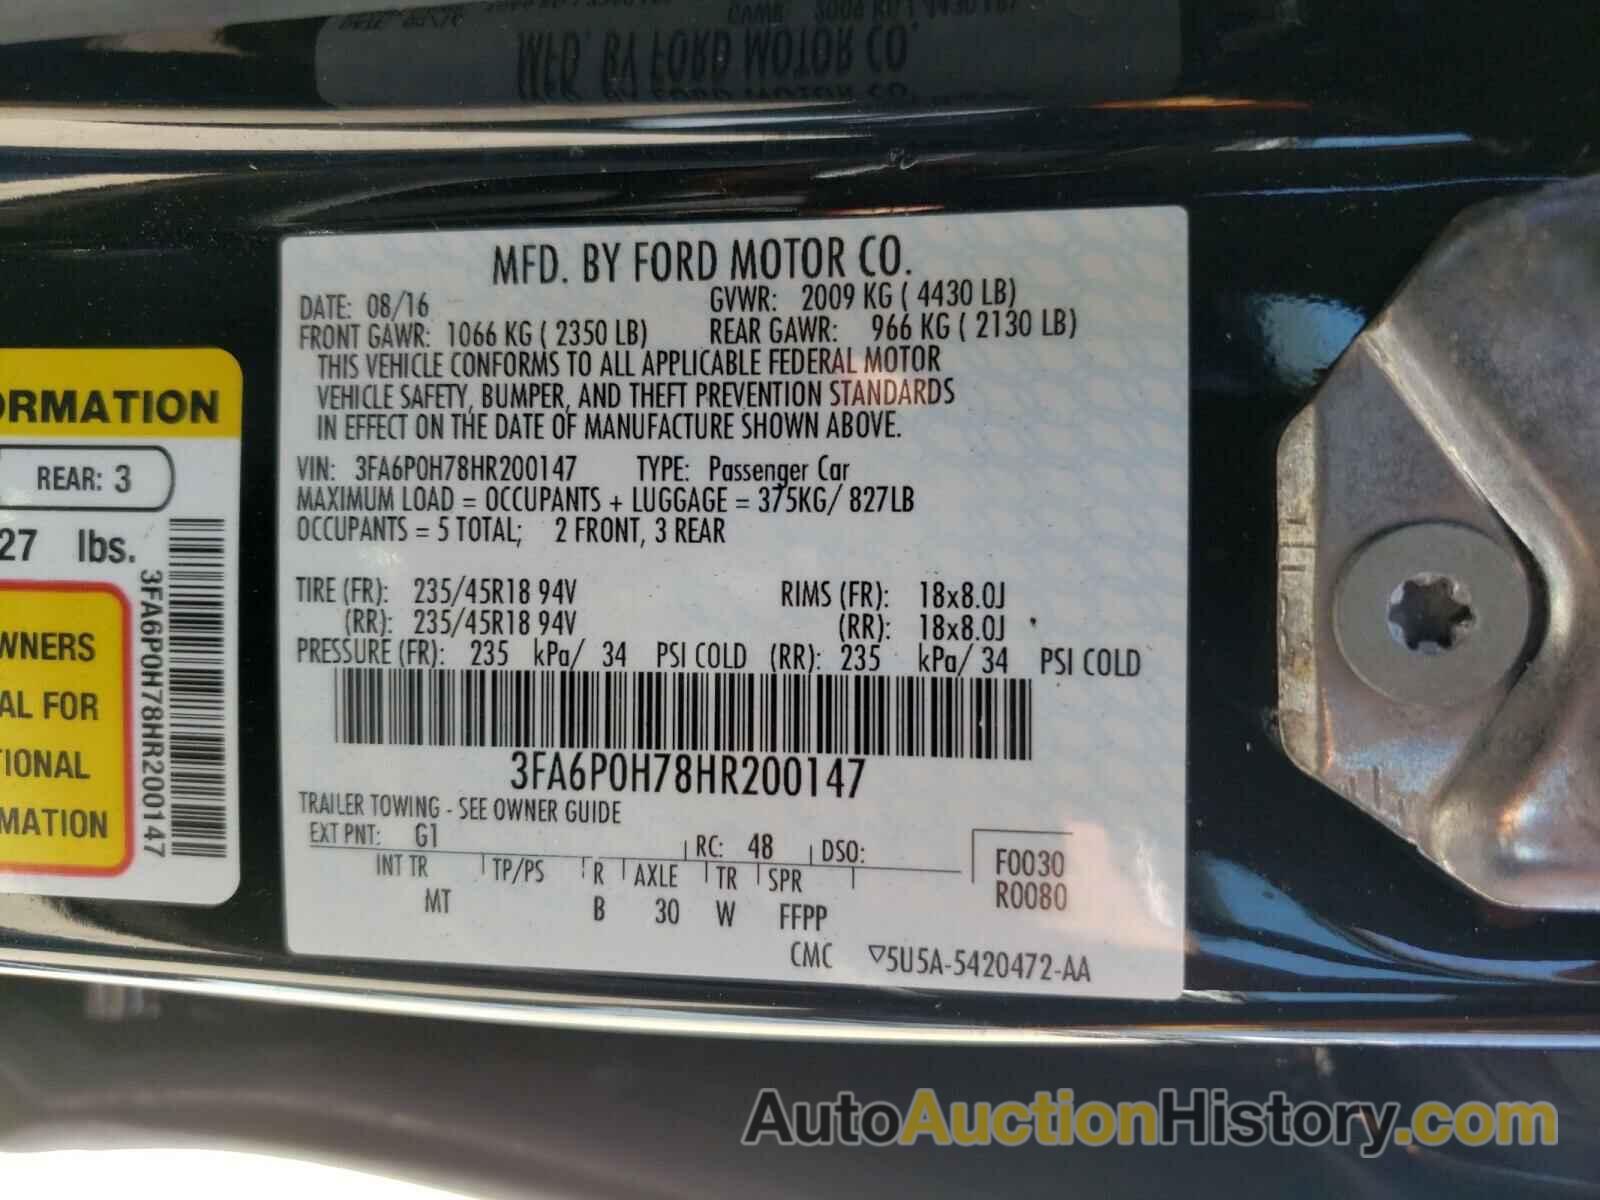 MFD. BY FORD MOTOR CO.
MFD. BY FORD MOTOR CO.
DATE: 08/16 GVWR: 2009 KG ( 4430 LB)
FRONT GAWR: 1066 KG ( 2350 LB) REAR GAWR: 966 KG ( 2130 LB)
THIS VEHICLE CONFORMS TO ALL APPLICABLE FEDERAL MOTOR
VEHICLE SAFETY, BUMPER, AND THEFT PREVENTION STANDARDS
IN EFFECT ON THE DATE OF MANUFACTURE SHOWN ABOVE.
VIN: 3FA6P0H78HR200147 TYPE: Passenger Car
MAXIMUM LOAD = OCCUPANTS + LUGGAGE = 375KG/ 827LB
OCCUPANTS = 5 TOTAL; 2 FRONT, 3 REAR
TIRE (FR): 235/45R18 94V RIMS (FR): 18x8.0J
(RR): 235/45R18 94V (RR): 18x8.0J
PRESSURE (FR): 235 kPa/ 34 PSI COLD (RR): 235 kPa/ 34 PSI COLD
3FA6P0H78HR200147
TRAILER TOWING - SEE OWNER GUIDE
EXT PNT: G1 RC: 48 DSO:
INT TR TP/PS R AXLE TR SPR
MT B 30 W FFPP
F0030
R0080
CMC ▽5U5A-5420472-AA
ORMATION
REAR: 3
27 lbs.
3FA6P0H78HR200147
WNERS
AL FOR
TIONAL
MATION
AutoAuctionHistory.com